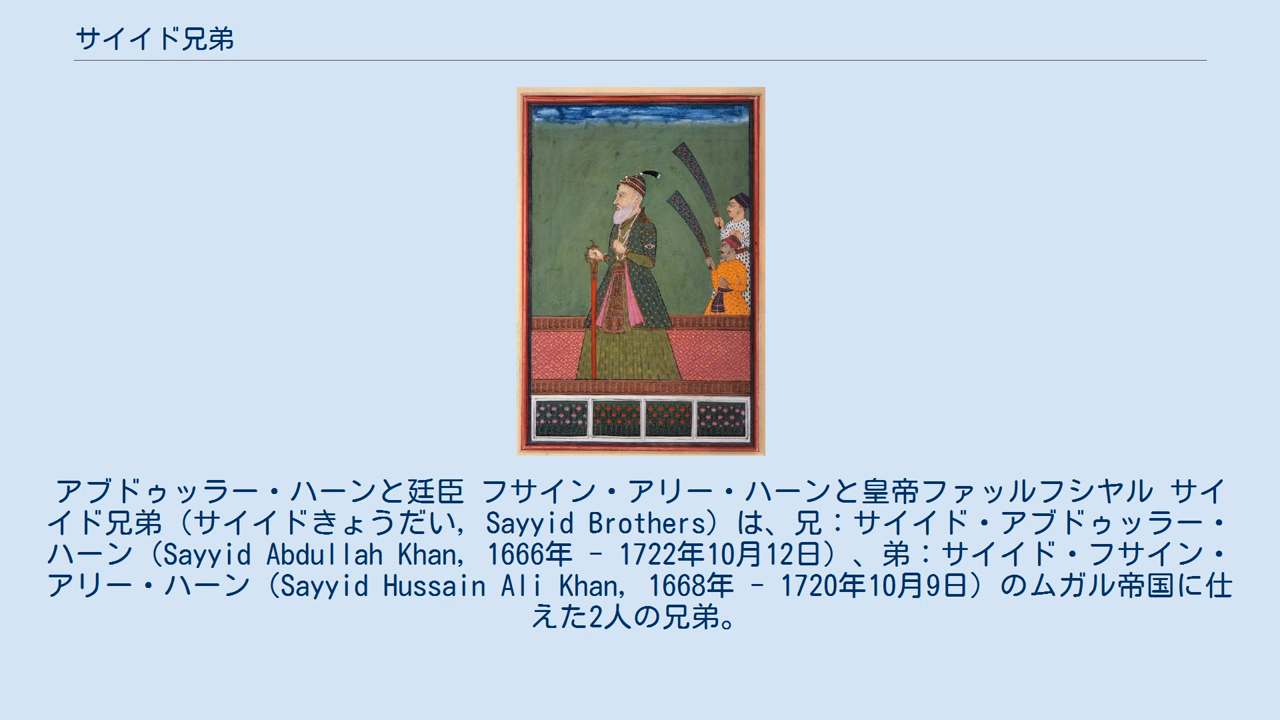 サイイド兄弟
アブドゥッラー・ハーンと廷臣 フサイン・アリー・ハーンと皇帝ファッルフシヤル サイ
イド兄弟（サイイドきょうだい, Sayyid Brothers）は、兄：サイイド・アブドゥッラー・
ハーン（Sayyid Abdullah Khan, 1666年 - 1722年10月12日）、弟：サイイド・フサイン・
アリー・ハーン（Sayyid Hussain Ali Khan, 1668年 - 1720年10月9日）のムガル帝国に仕
えた2人の兄弟。